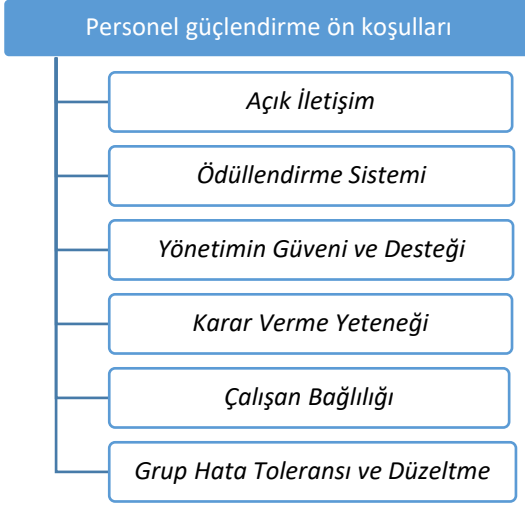 Personel güçlendirme ön koşulları
Açık İletişim
Ödüllendirme Sistemi
Yönetimin Güveni ve Desteği
Karar Verme Yeteneği
Çalışan Bağlılığı
Grup Hata Toleransı ve Düzeltme